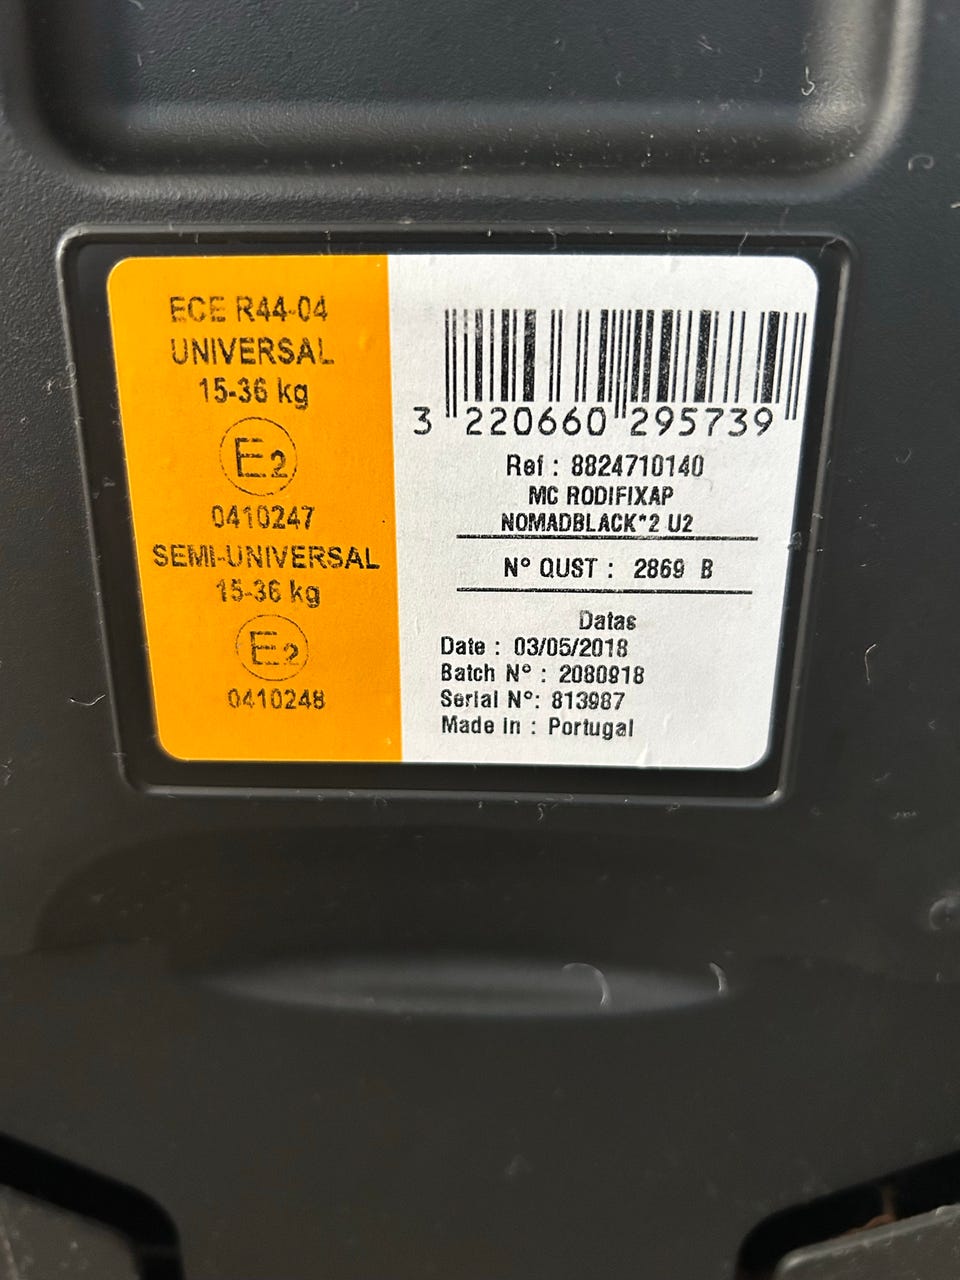 ECE R44-04
UNIVERSAL
15-36 kg
E2
0410247
SEMI-UNIVERSAL
15-36 kg
E2
0410248
3 220660 295739
Ref : 8824710140
MC RODIFIXAP
NOMADBLACK*2 U2
N° QUST : 2869 B
Datas
Date : 03/05/2018
Batch N° : 2080918
Serial N°: 813987
Made in : Portugal